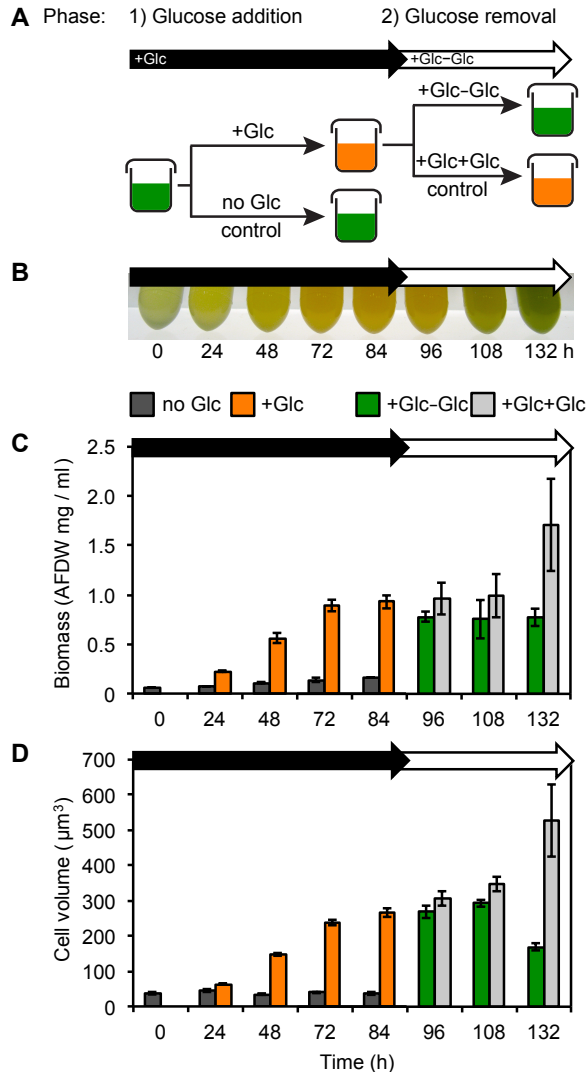 A Phase: 1) Glucose addition 2) Glucose removal
+Glc +Glc–Glc
+Glc +Glc–Glc
no Glc control +Glc+Glc control
B
0 24 48 72 84 96 108 132 h
no Glc +Glc +Glc–Glc +Glc+Glc
C
Biomass (AFDW mg / ml)
2.5
2.0
1.5
1.0
0.5
0
0 24 48 72 84 96 108 132
D
Cell volume ( µm³)
700
600
500
400
300
200
100
0
0 24 48 72 84 96 108 132
Time (h)